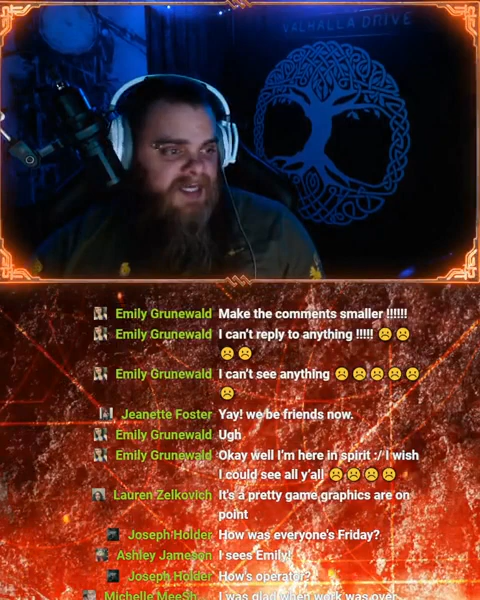 VALHALLA DRIVE
Emily Grunewald Make the comments smaller !!!!!!
Emily Grunewald I can't reply to anything !!!!! ☹️ ☹️
☹️ ☹️
Emily Grunewald I can't see anything ☹️ ☹️ ☹️ ☹️ ☹️
☹️
Jeanette Foster Yay! we be friends now.
Emily Grunewald Ugh
Emily Grunewald Okay well I'm here in spirit :/ I wish
I could see all y'all ☹️ ☹️ ☹️ ☹️
Lauren Zelkovich It's a pretty game graphics are on
point
Joseph Holder How was everyone's Friday?
Ashley Jameson I sees Emily!
Joseph Holder How's operator?
Michelle MeeSh I was glad when work was over